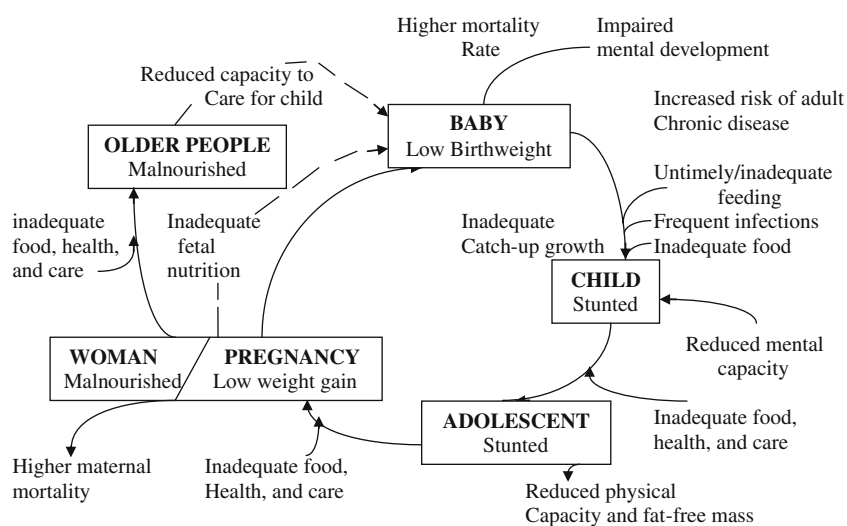 Higher mortality
Rate
Impaired
mental development
Reduced capacity to
Care for child
Increased risk of adult
Chronic disease
BABY
Low Birthweight
OLDER PEOPLE
Malnourished
Untimely/inadequate
feeding
Frequent infections
Inadequate food
inadequate
food, health,
and care
Inadequate
fetal
nutrition
Inadequate
Catch-up growth
CHILD
Stunted
Reduced mental
capacity
WOMAN
Malnourished
PREGNANCY
Low weight gain
ADOLESCENT
Stunted
Inadequate food,
health, and care
Higher maternal
mortality
Inadequate food,
Health, and care
Reduced physical
Capacity and fat-free mass